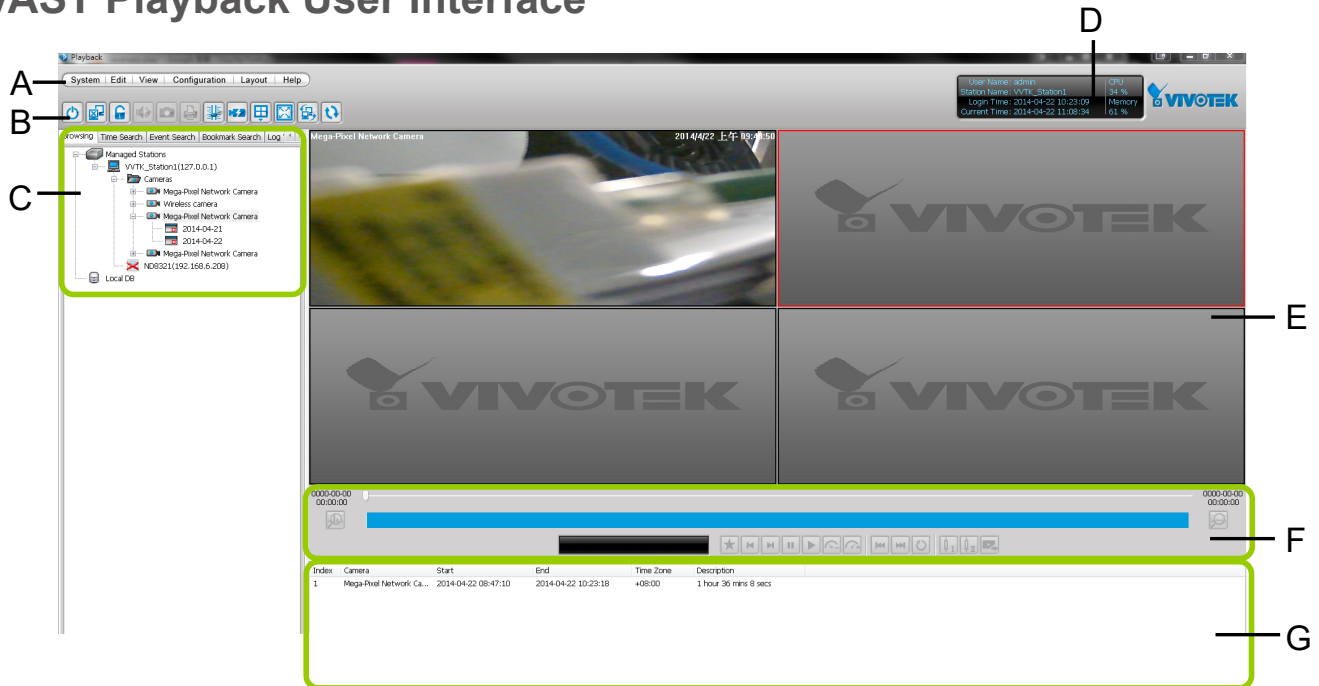 VAST Playback User Interface
D
Playback
A
System Edit View Configuration Layout Help
User Name: admin
Station Name: VVTK_Station1
Login Time: 2014-04-22 10:23:09
Current Time: 2014-04-22 11:08:34
CPU
34 %
Memory
61 %
VIVOTEK
B
Browsing Time Search Event Search Bookmark Search Log
C
Managed Stations
VVTK_Station1(127.0.0.1)
Cameras
Mega-Pixel Network Camera
Wireless camera
Mega-Pixel Network Camera
2014-04-21
2014-04-22
Mega-Pixel Network Camera
ND8321(192.168.6.208)
Local DB
Mega-Pixel Network Camera
2014/4/22 上午
VIVOTEK
E
VIVOTEK
VIVOTEK
0000-00-00
00:00:00
0000-00-00
00:00:00
F
Index Camera Start End Time Zone Description
1 Mega-Pixel Network Ca... 2014-04-22 08:47:10 2014-04-22 10:23:18 +08:00 1 hour 36 mins 8 secs
G